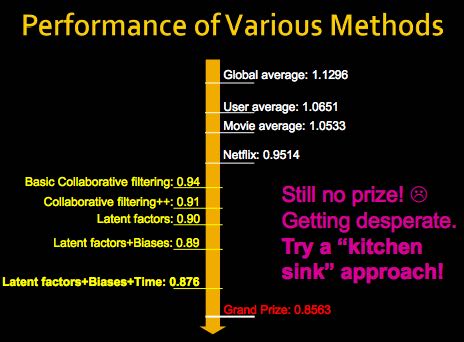 Performance of Various Methods
Global average: 1.1296
User average: 1.0651
Movie average: 1.0533
Netflix: 0.9514
Basic Collaborative filtering: 0.94
Collaborative filtering++: 0.91
Latent factors: 0.90
Latent factors+Biases: 0.89
Latent factors+Biases+Time: 0.876
Still no prize! ☹
Getting desperate.
Try a “kitchen
sink” approach!
Grand Prize: 0.8563